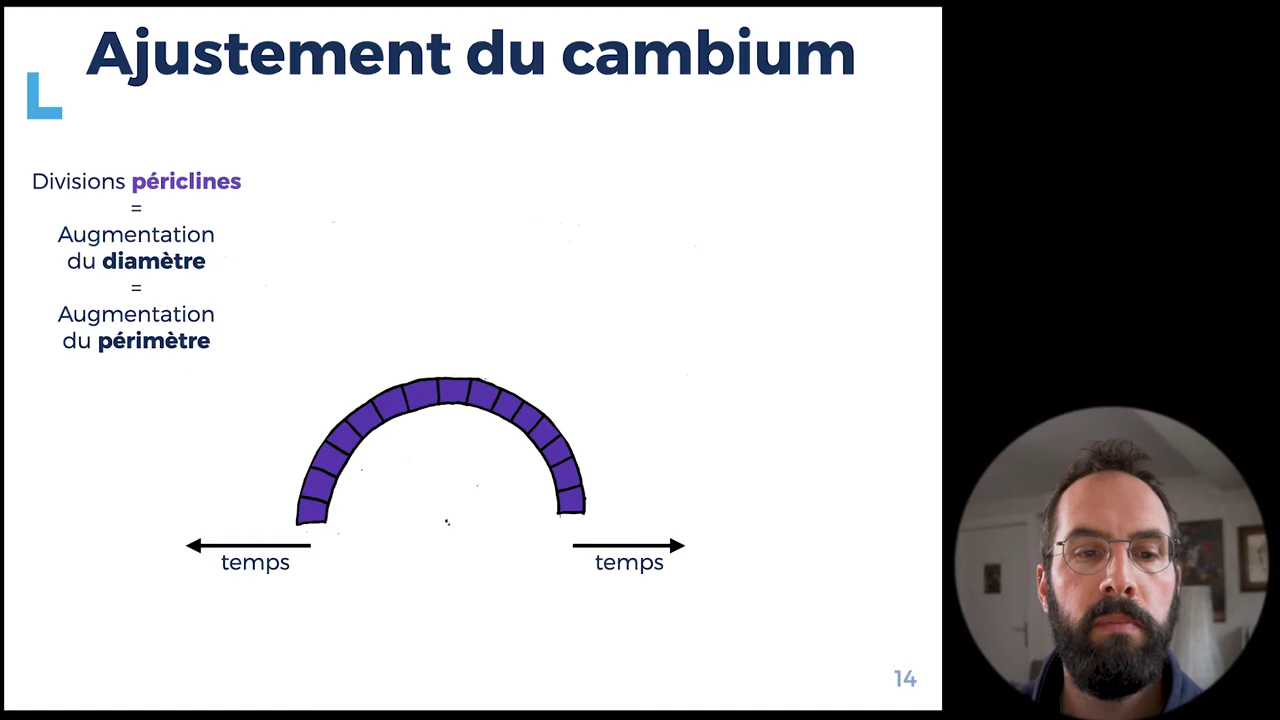 Ajustement du cambium
Divisions périclines
=
Augmentation
du diamètre
=
Augmentation
du périmètre
temps
temps
14